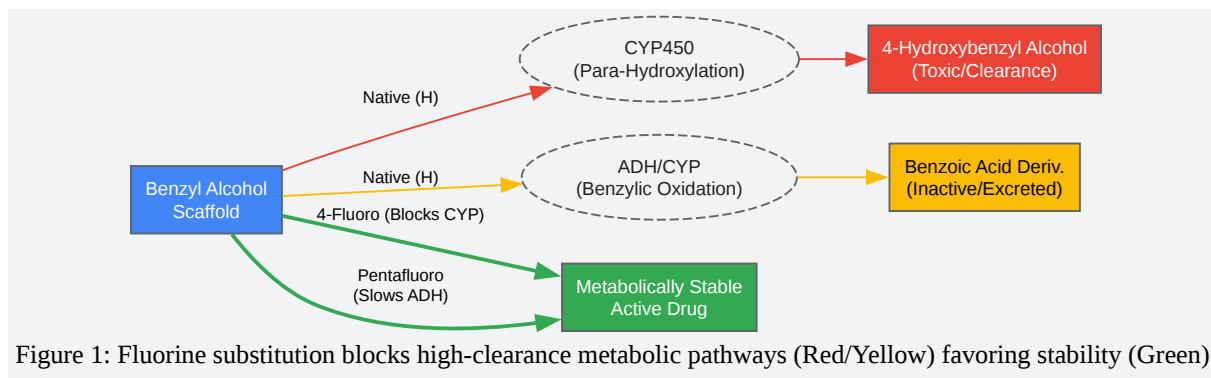 CYP450
(Para-Hydroxylation)
4-Hydroxybenzyl Alcohol
(Toxic/Clearance)
Native (H)
ADH/CYP
(Benzylic Oxidation)
Benzoic Acid Deriv.
(Inactive/Excreted)
Native (H)
Benzyl Alcohol
Scaffold
4-Fluoro (Blocks CYP)
Pentafluoro
(Slows ADH)
Metabolically Stable
Active Drug
Figure 1: Fluorine substitution blocks high-clearance metabolic pathways (Red/Yellow) favoring stability (Green)